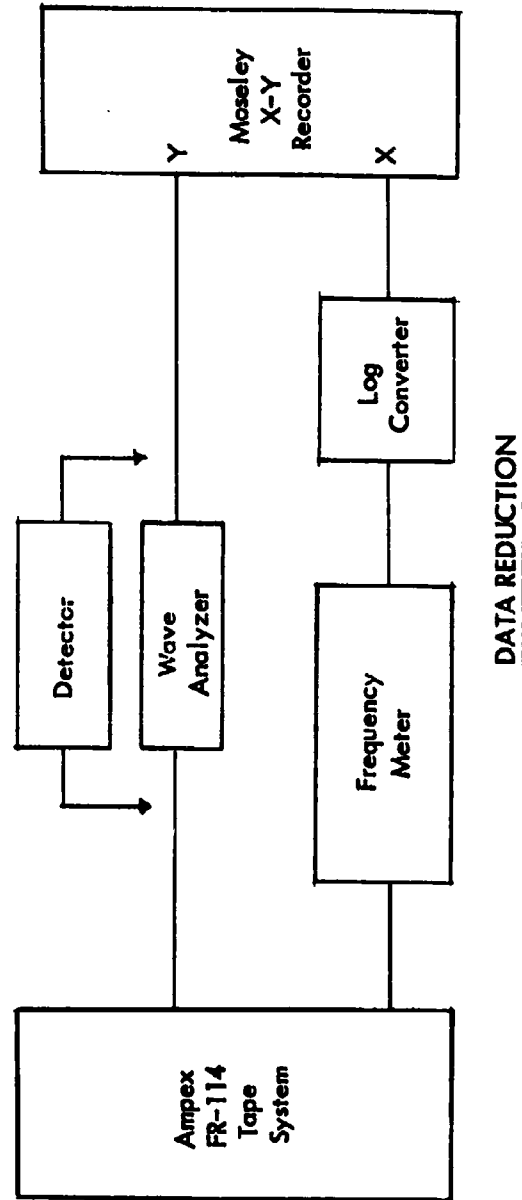 Ampex
FR-114
Tape
System
Detector
Wave
Analyzer
Frequency
Meter
Log
Converter
Moseley
X-Y
Recorder
Y
X
DATA REDUCTION